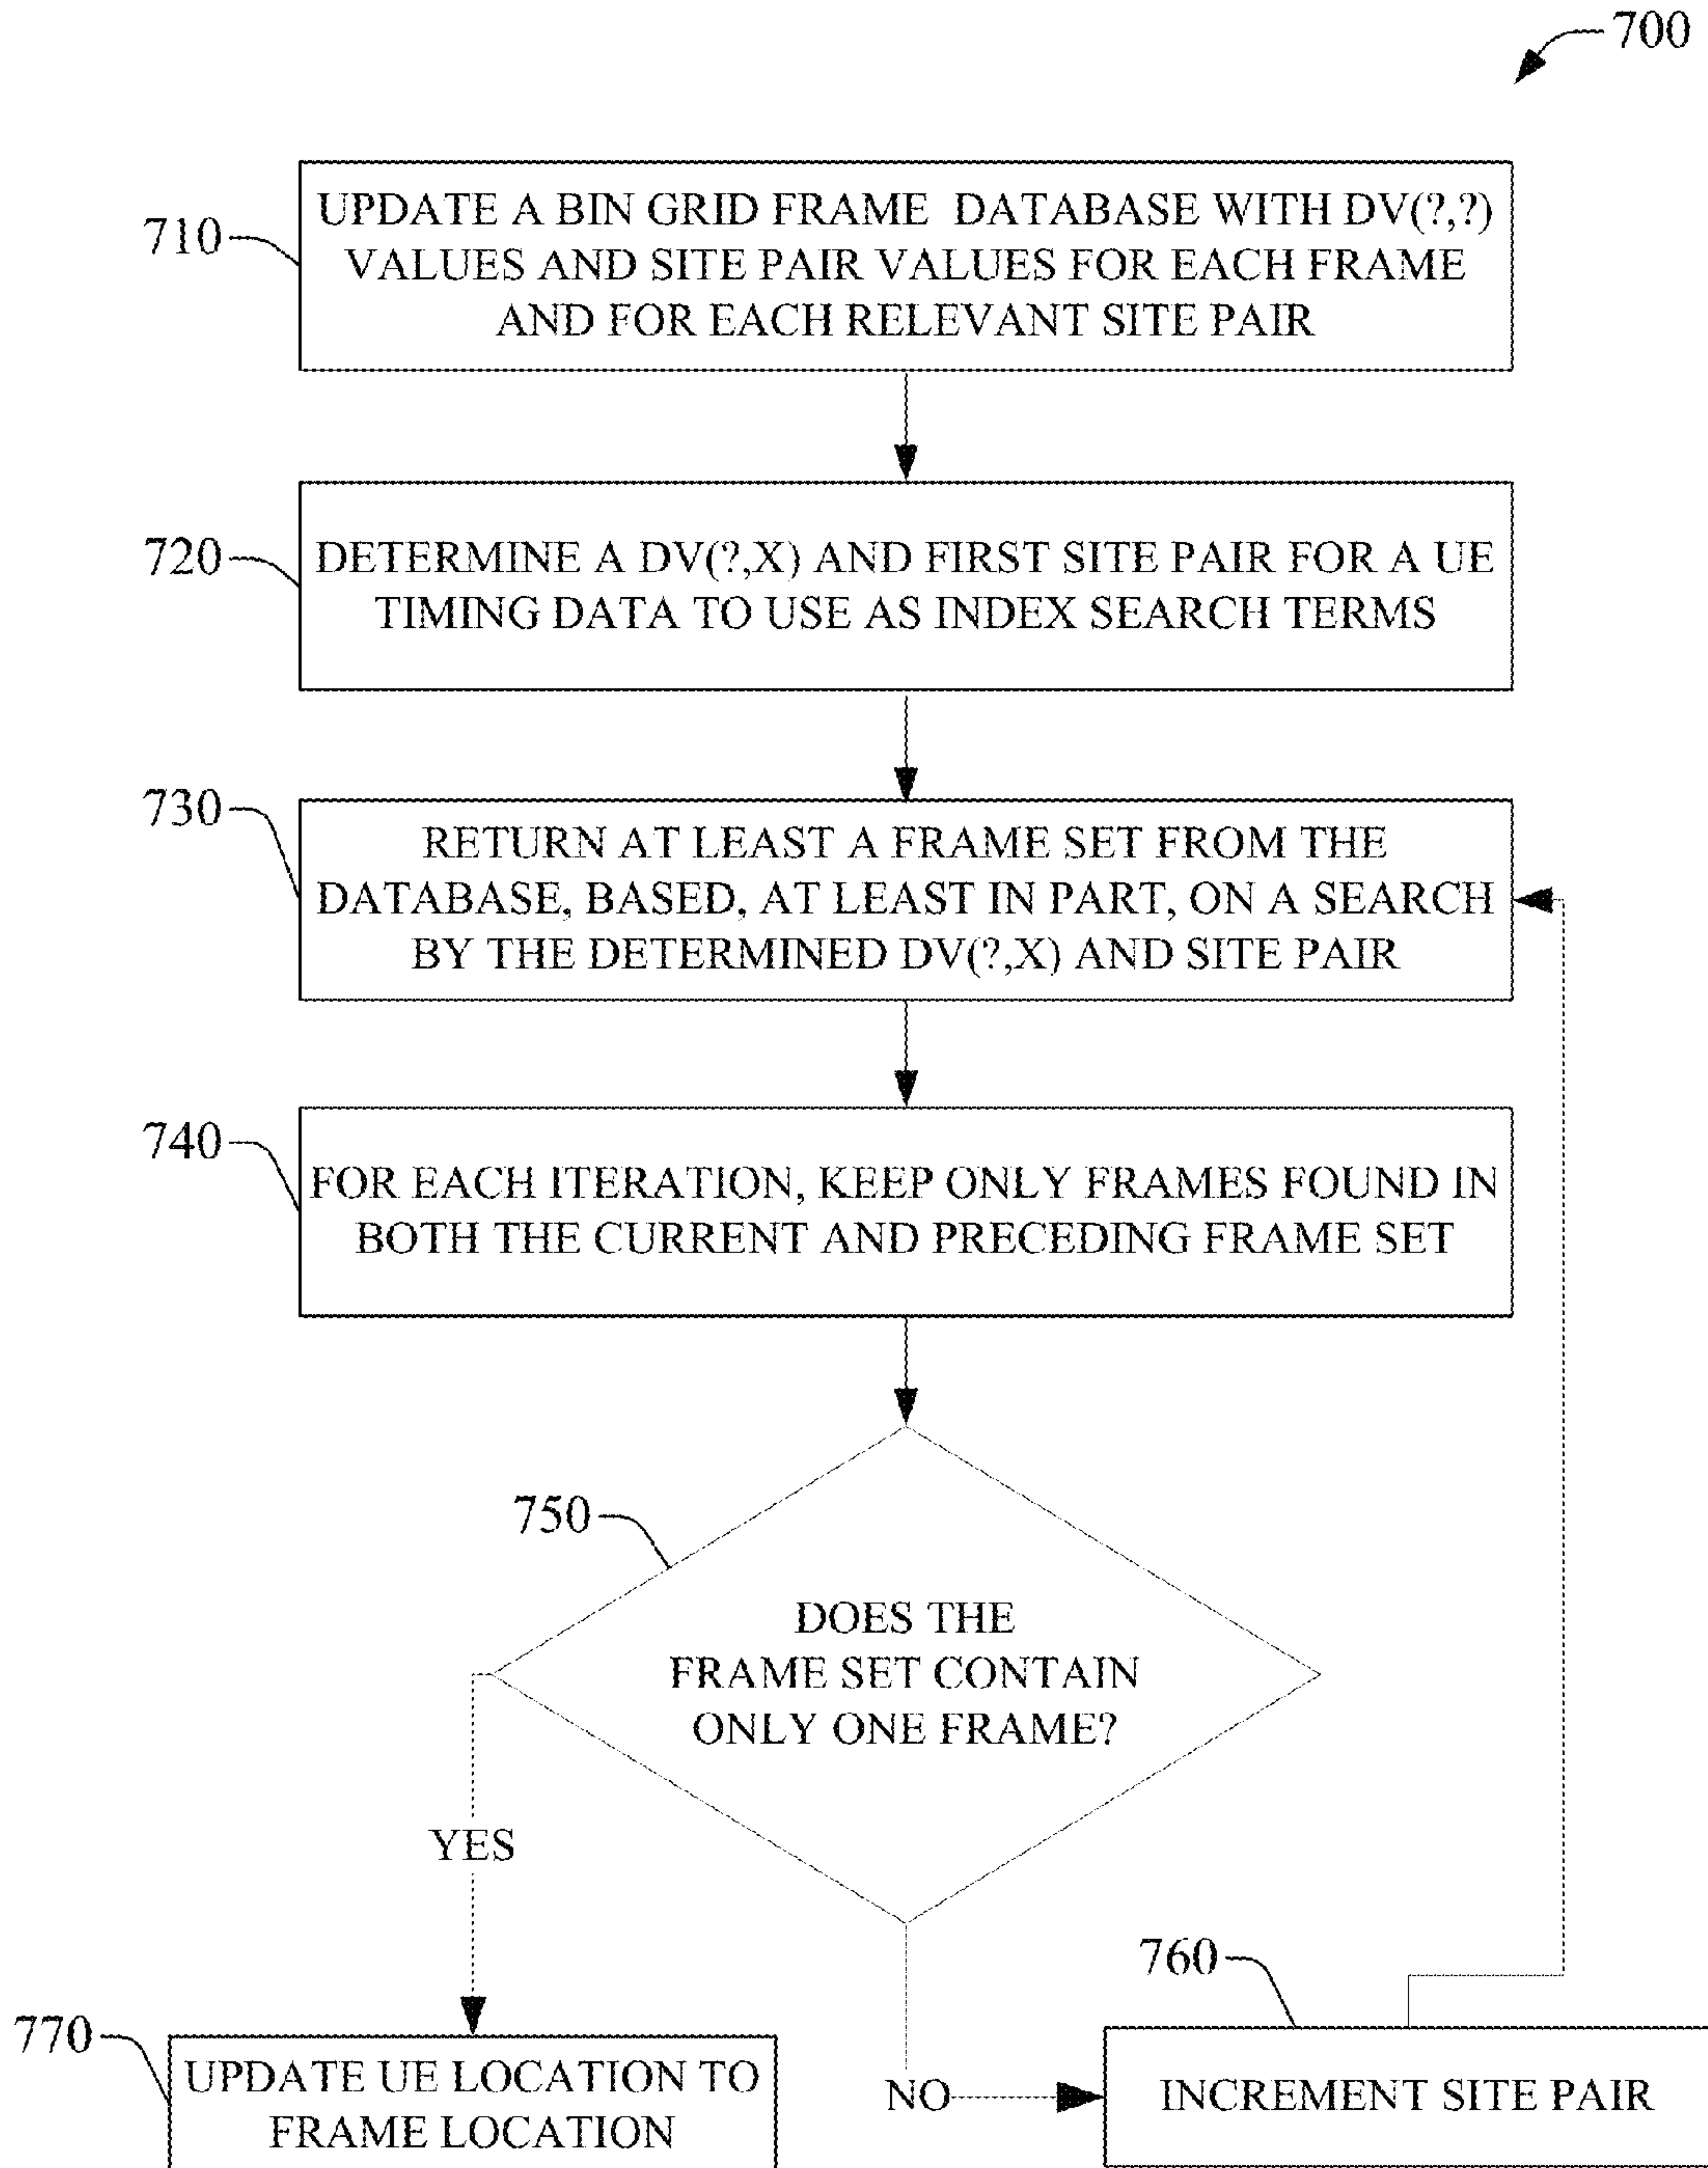 700
710
UPDATE A BIN GRID FRAME DATABASE WITH DV(?,?)
VALUES AND SITE PAIR VALUES FOR EACH FRAME
AND FOR EACH RELEVANT SITE PAIR
720
DETERMINE A DV(?,X) AND FIRST SITE PAIR FOR A UE
TIMING DATA TO USE AS INDEX SEARCH TERMS
730
RETURN AT LEAST A FRAME SET FROM THE
DATABASE, BASED, AT LEAST IN PART, ON A SEARCH
BY THE DETERMINED DV(?,X) AND SITE PAIR
740
FOR EACH ITERATION, KEEP ONLY FRAMES FOUND IN
BOTH THE CURRENT AND PRECEDING FRAME SET
750
DOES THE
FRAME SET CONTAIN
ONLY ONE FRAME?
YES
NO
760
INCREMENT SITE PAIR
770
UPDATE UE LOCATION TO
FRAME LOCATION